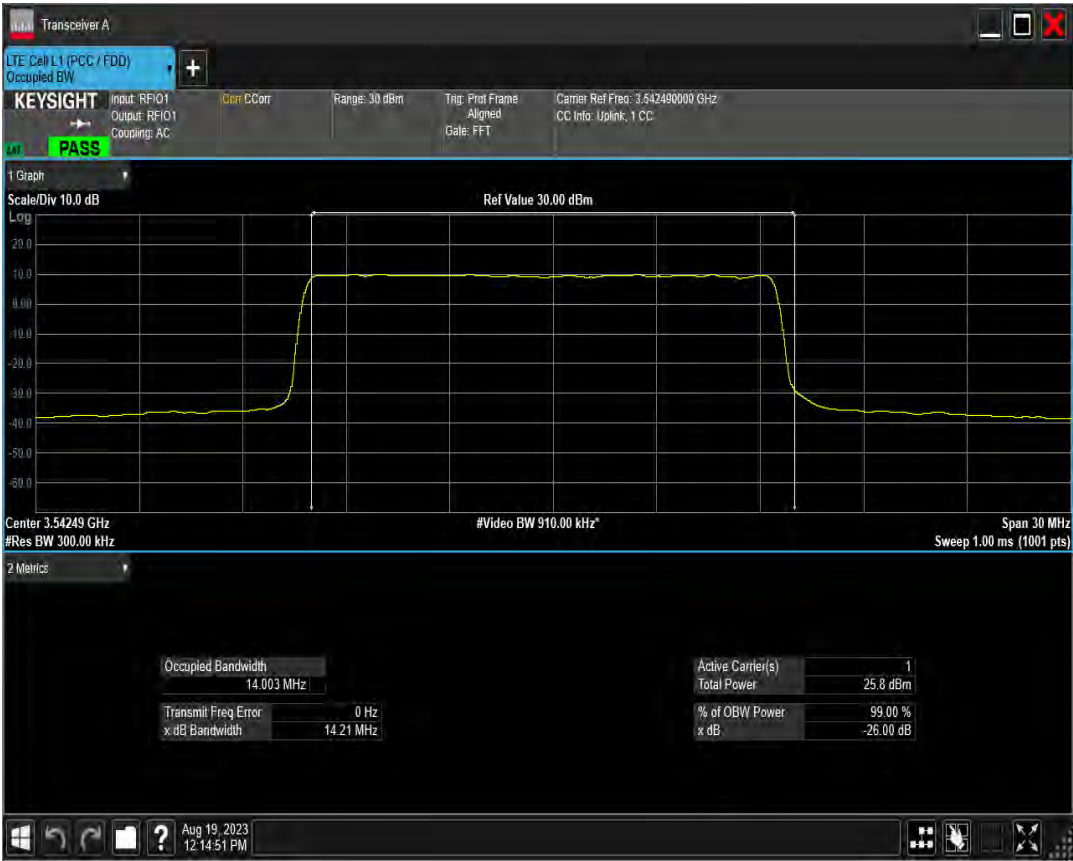 Transceiver A
LTE Cell L1 (PCC / FDD)
Occupied BW
+
KEYSIGHT
Input: RFIO1
Output: RFIO1
Coupling: AC
PASS
Corr CCorr
Range: 30 dBm
Trig: Prot Frame
Aligned
Gate: FFT
Carrier Ref Freq: 3.542490000 GHz
CC Info: Uplink, 1 CC
1 Graph
Scale/Div 10.0 dB
Ref Value 30.00 dBm
Log
20.0
10.0
0.00
-10.0
-20.0
-30.0
-40.0
-50.0
-60.0
Center 3.54249 GHz
#Video BW 910.00 kHz*
Span 30 MHz
#Res BW 300.00 kHz
Sweep 1.00 ms (1001 pts)
2 Metrics
Occupied Bandwidth
14.003 MHz
Transmit Freq Error 0 Hz
x dB Bandwidth 14.21 MHz
Active Carrier(s) 1
Total Power 25.8 dBm
% of OBW Power 99.00 %
x dB -26.00 dB
?
Aug 19, 2023
12:14:51 PM